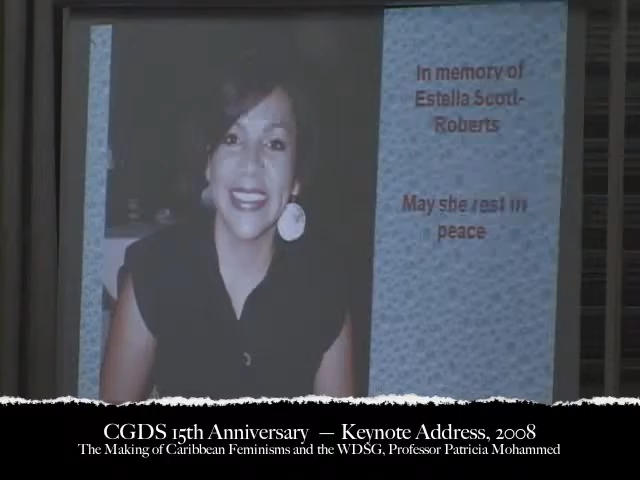 In memory of
Estella Scott-
Roberts
May she rest in
peace
CGDS 15th Anniversary — Keynote Address, 2008
The Making of Caribbean Feminisms and the WDSG, Professor Patricia Mohammed